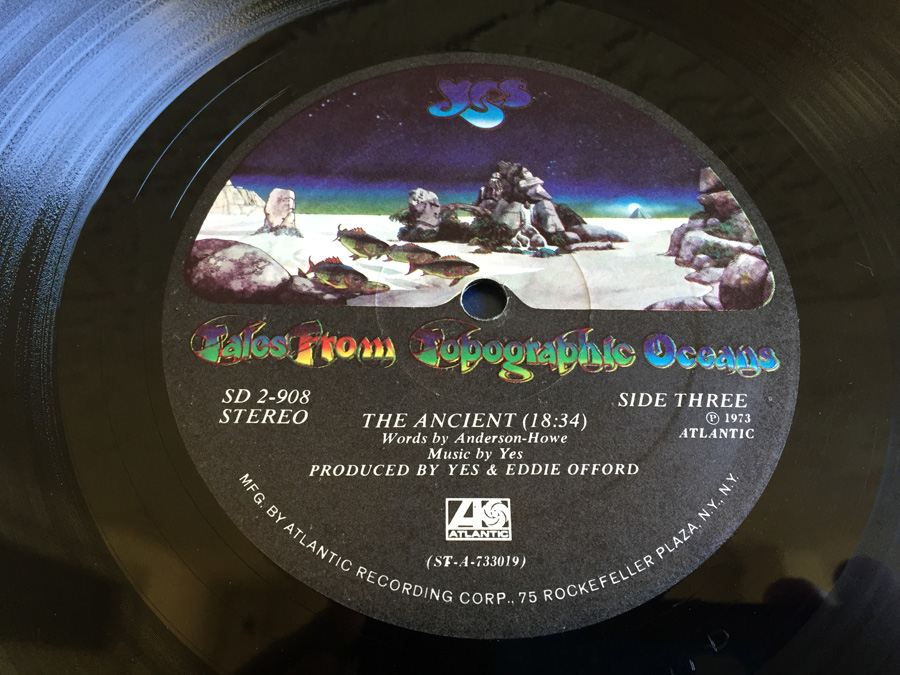 yes
Tales From Topographic Oceans
SD 2-908
STEREO
SIDE THREE
℗ 1973
ATLANTIC
THE ANCIENT (18:34)
Words by Anderson-Howe
Music by Yes
PRODUCED BY YES & EDDIE OFFORD
ATLANTIC
(ST-A-733019)
MFG. BY ATLANTIC RECORDING CORP., 75 ROCKEFELLER PLAZA, N.Y., N.Y.